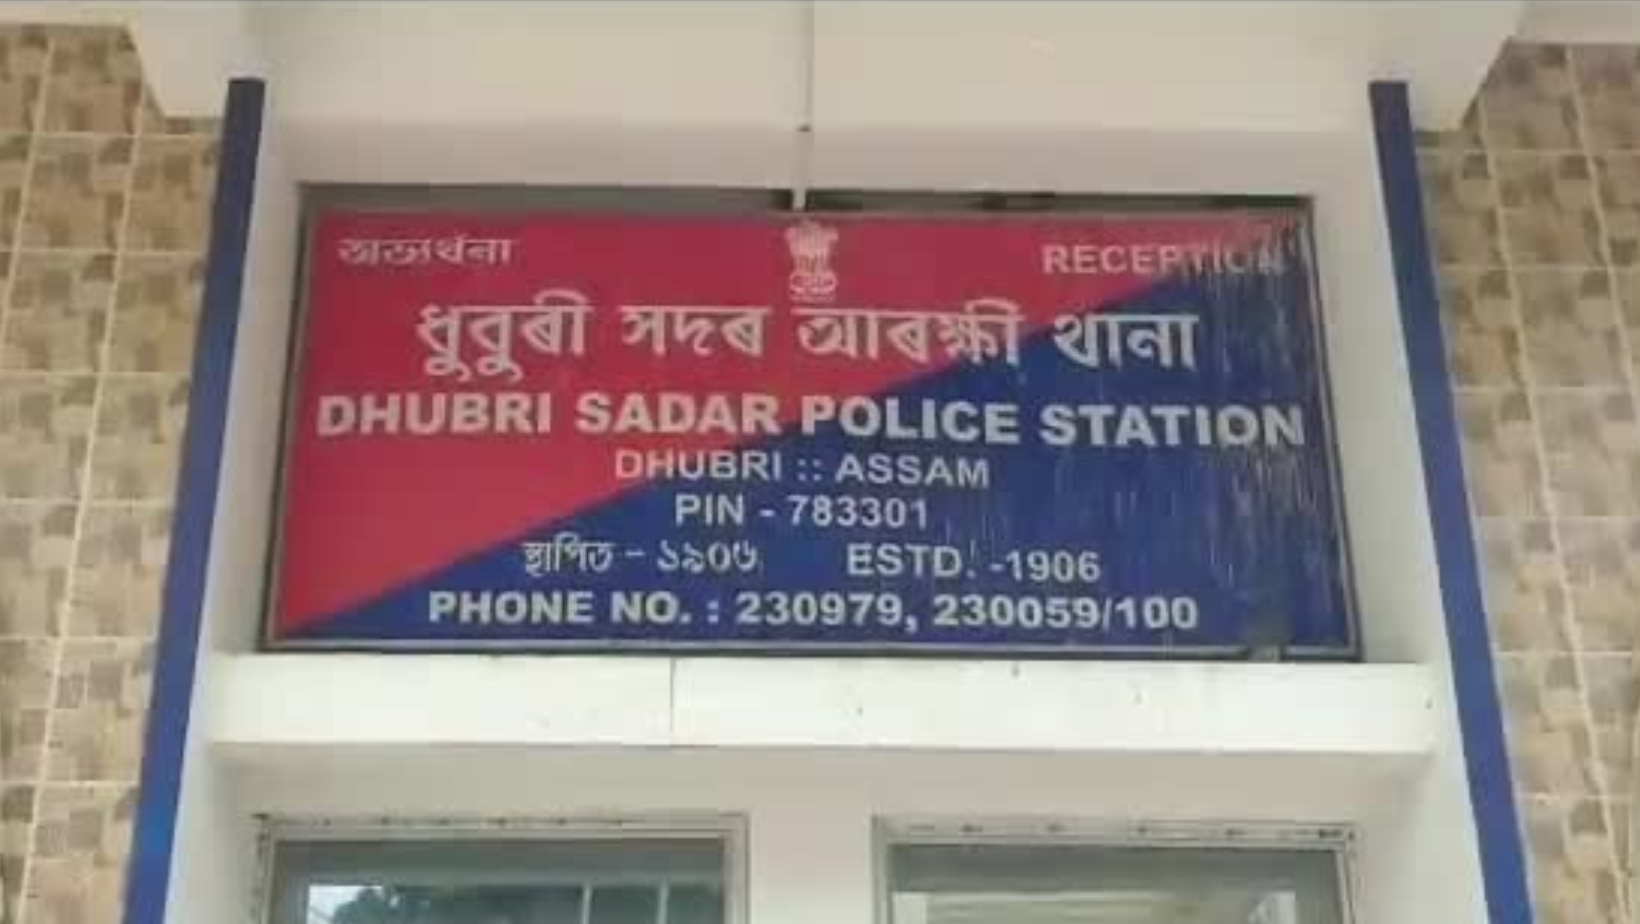 অভ্যৰ্থনা RECEPTION
ধুবুৰী সদৰ আৰক্ষী থানা
DHUBRI SADAR POLICE STATION
DHUBRI :: ASSAM
PIN - 783301
স্থাপিত - ১৯০৬ ESTD. -1906
PHONE NO. : 230979, 230059/100